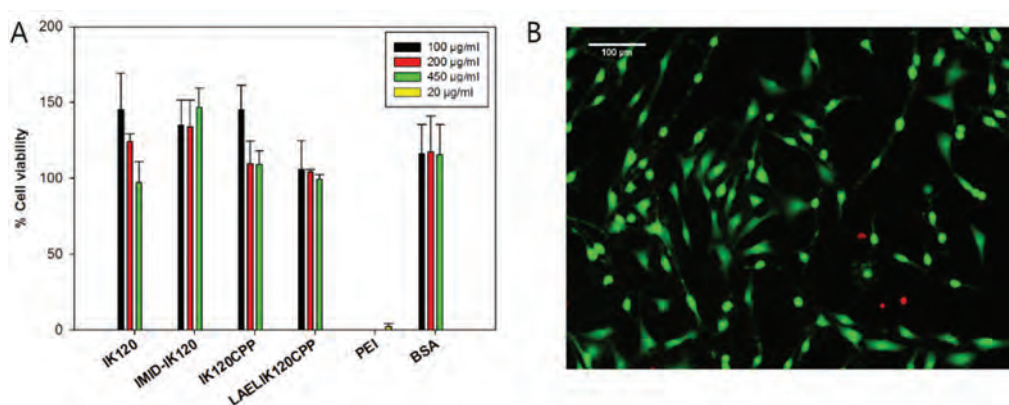 A
200
150
100
50
0
% Cell viability
100 µg/ml
200 µg/ml
450 µg/ml
20 µg/ml
IK120
IMID-IK120
IK120CPP
LAELIK120CPP
PEI
BSA
B
100 µm